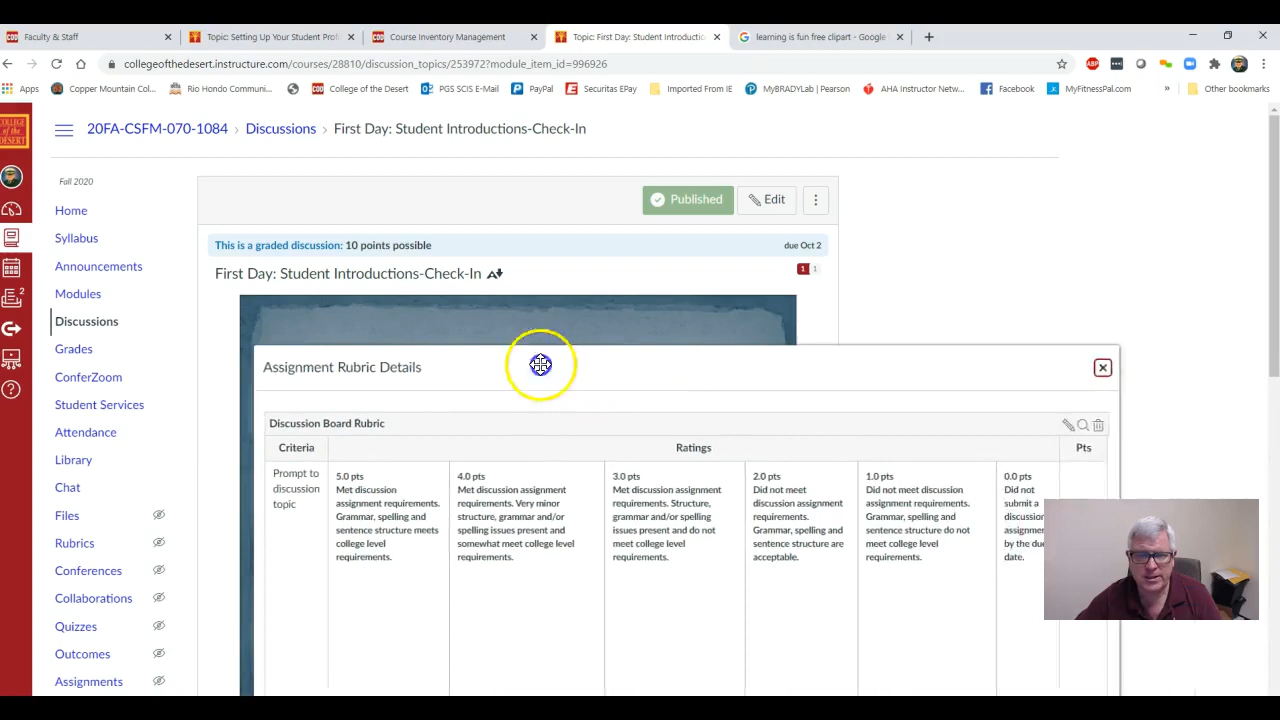 Faculty & Staff
Topic: Setting Up Your Student Prof
Course Inventory Management
Topic: First Day: Student Introductio
learning is fun free clipart - Google
collegeofthedesert.instructure.com/courses/28810/discussion_topics/253972?module_item_id=996926
Apps
Copper Mountain Col...
Rio Hondo Communi...
College of the Desert
PGS SCIS E-Mail
PayPal
Securitas EPay
Imported From IE
MyBRADYLab | Pearson
AHA Instructor Netw...
Facebook
MyFitnessPal.com
»
Other bookmarks
COLLEGE of the DESERT
20FA-CSFM-070-1084 › Discussions › First Day: Student Introductions-Check-In
Fall 2020
Home
Syllabus
Announcements
Modules
2
Discussions
Grades
ConferZoom
Student Services
Attendance
Library
Chat
Files
Rubrics
Conferences
Collaborations
Quizzes
Outcomes
Assignments
Published
Edit
This is a graded discussion: 10 points possible
due Oct 2
First Day: Student Introductions-Check-In
1 1
Assignment Rubric Details
Discussion Board Rubric
Criteria
Ratings
Pts
Prompt to
discussion
topic
5.0 pts
Met discussion
assignment requirements.
Grammar, spelling and
sentence structure meets
college level
requirements.
4.0 pts
Met discussion assignment
requirements. Very minor
structure, grammar and/or
spelling issues present and
somewhat meet college level
requirements.
3.0 pts
Met discussion assignment
requirements. Structure,
grammar and/or spelling
issues present and do not
meet college level
requirements.
2.0 pts
Did not meet
discussion assignment
requirements.
Grammar, spelling and
sentence structure are
acceptable.
1.0 pts
Did not meet discussion
assignment requirements.
Grammar, spelling and
sentence structure do not
meet college level
requirements.
0.0 pts
Did not
submit a
discussion
assignm
by the du
date.